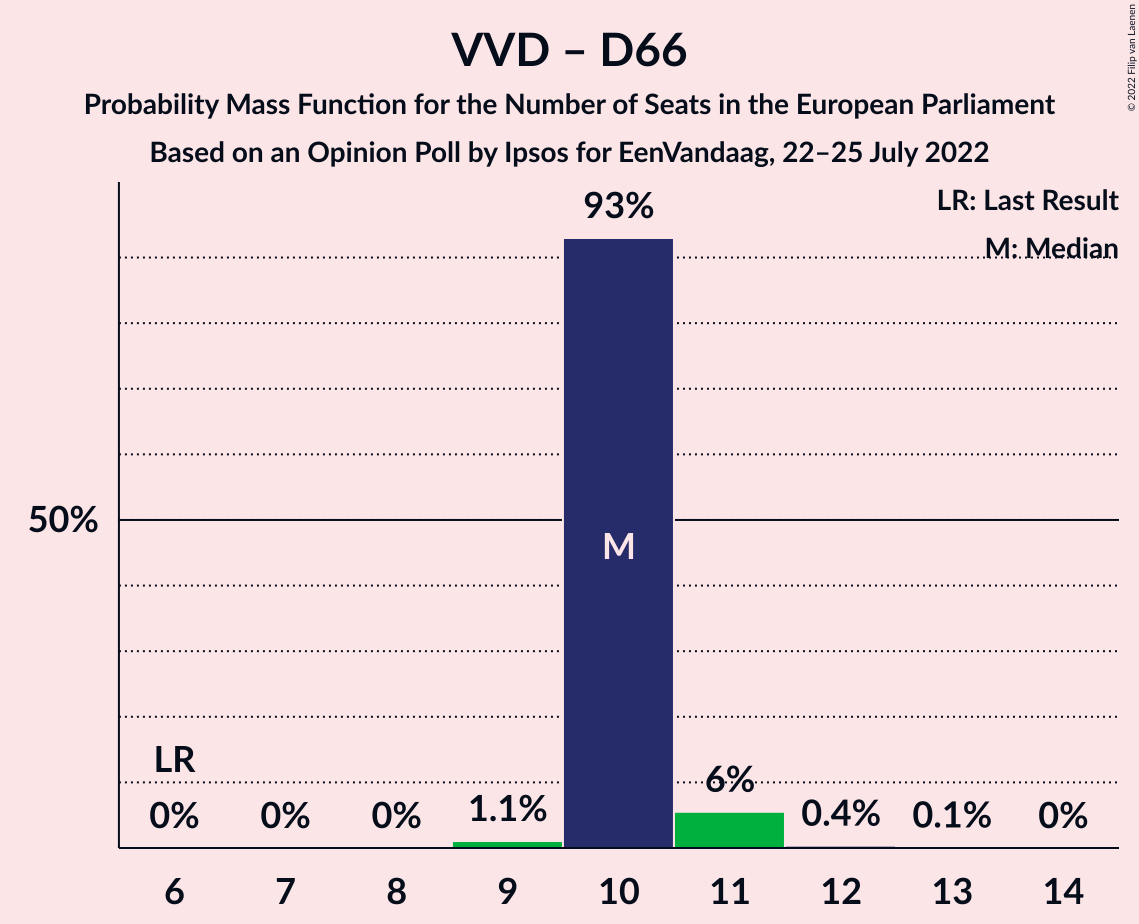 VVD – D66
Probability Mass Function for the Number of Seats in the European Parliament
Based on an Opinion Poll by Ipsos for EenVandaag, 22–25 July 2022
© 2022 Filip van Laenen
LR: Last Result
M: Median
93%
50%
M
LR
0%
0%
0%
1.1%
6%
0.4%
0.1%
0%
6 7 8 9 10 11 12 13 14